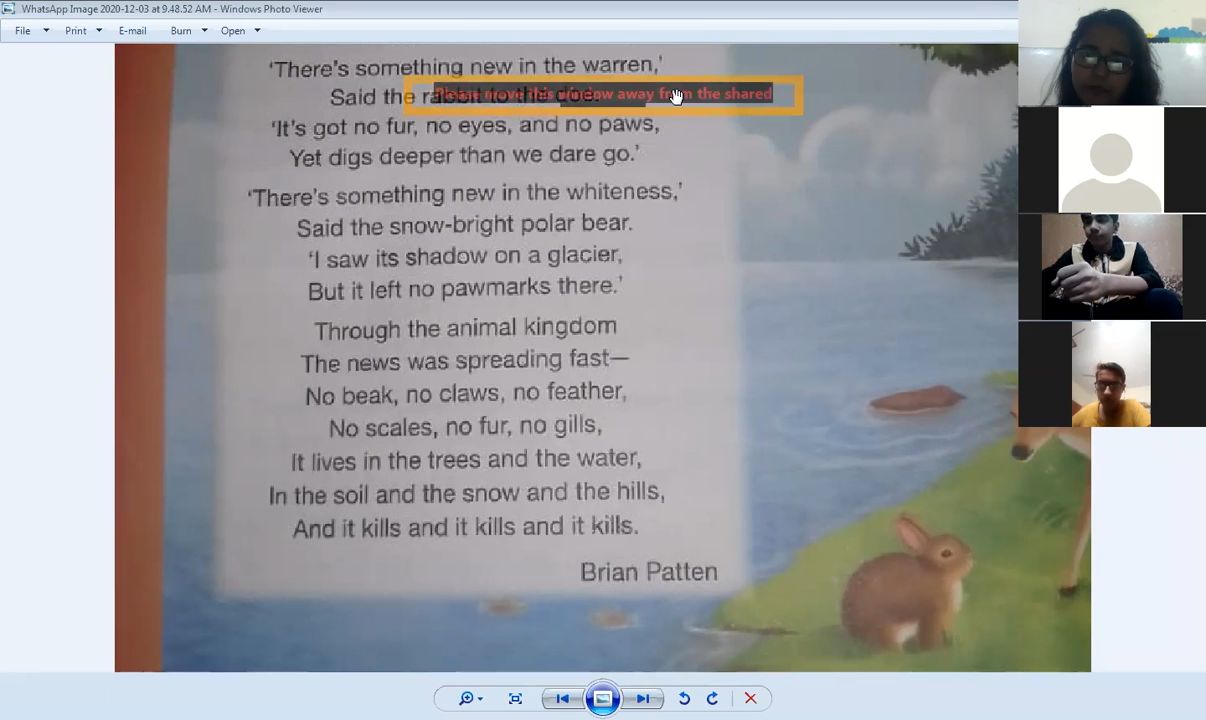 WhatsApp Image 2020-12-03 at 9.48.52 AM - Windows Photo Viewer
File Print E-mail Burn Open
‘There’s something new in the warren,’
Said the rabbit to the doe.
Please move this window away from the shared
‘It’s got no fur, no eyes, and no paws,
Yet digs deeper than we dare go.’
‘There’s something new in the whiteness,’
Said the snow-bright polar bear.
‘I saw its shadow on a glacier,
But it left no pawmarks there.’
Through the animal kingdom
The news was spreading fast—
No beak, no claws, no feather,
No scales, no fur, no gills,
It lives in the trees and the water,
In the soil and the snow and the hills,
And it kills and it kills and it kills.
Brian Patten